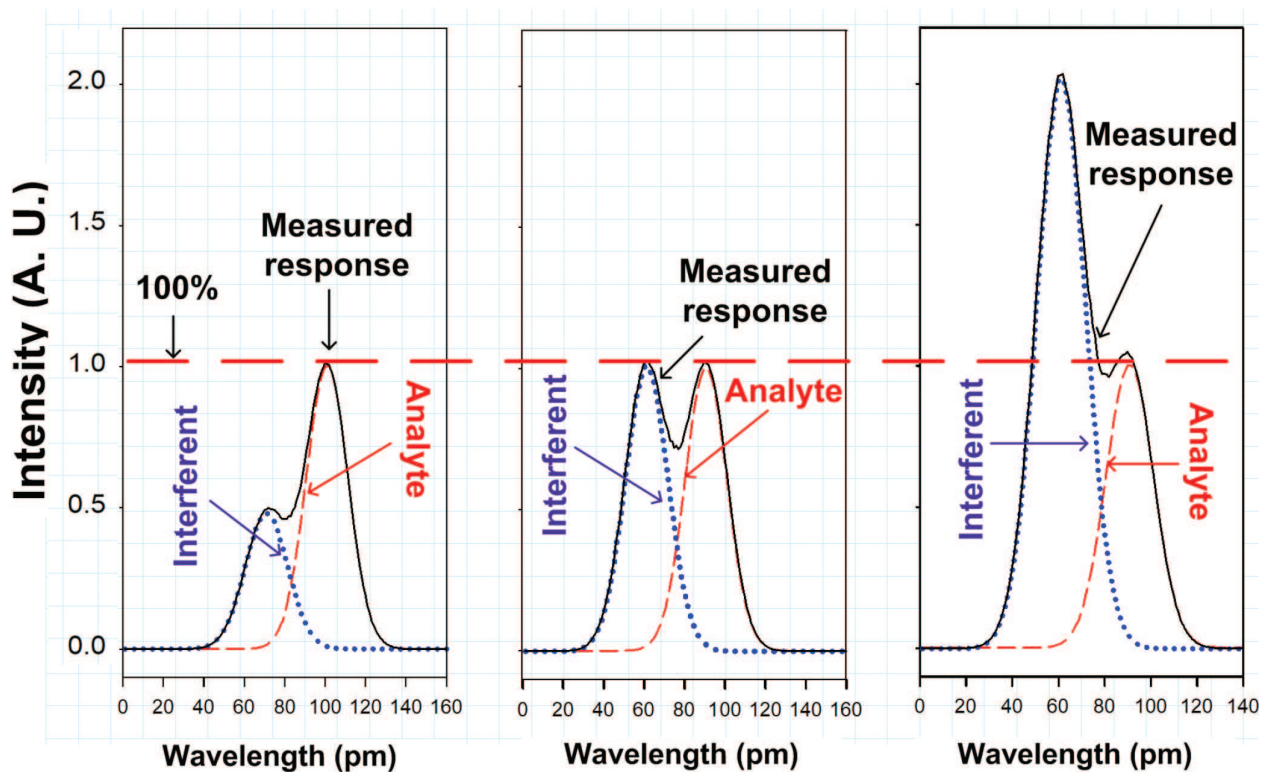 Intensity (A. U.)
2.0
1.5
1.0
0.5
0.0
100%
Measured
response
Interferent
Analyte
0 20 40 60 80 100 120 140 160
Wavelength (pm)
Measured
response
Interferent
Analyte
0 20 40 60 80 100 120 140 160
Wavelength (pm)
Measured
response
Interferent
Analyte
0 20 40 60 80 100 120 140
Wavelength (pm)